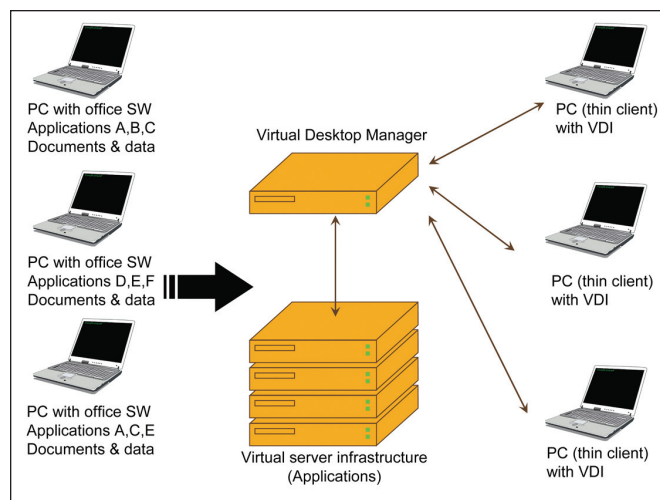 PC with office SW
Applications A,B,C
Documents & data
PC with office SW
Applications D,E,F
Documents & data
PC with office SW
Applications A,C,E
Documents & data
Virtual Desktop Manager
Virtual server infrastructure
(Applications)
PC (thin client)
with VDI
PC (thin client)
with VDI
PC (thin client)
with VDI